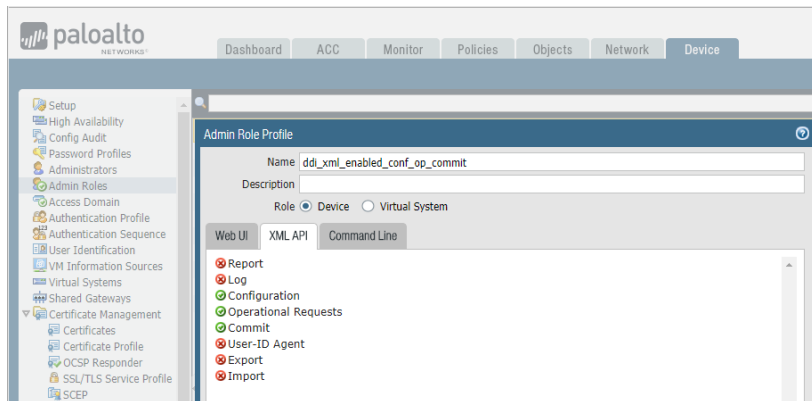 paloalto
NETWORKS®
Dashboard ACC Monitor Policies Objects Network Device
Setup
High Availability
Config Audit
Password Profiles
Administrators
Admin Roles
Access Domain
Authentication Profile
Authentication Sequence
User Identification
VM Information Sources
Virtual Systems
Shared Gateways
Certificate Management
Certificates
Certificate Profile
OCSP Responder
SSL/TLS Service Profile
SCEP
Admin Role Profile
Name ddi_xml_enabled_conf_op_commit
Description
Role Device Virtual System
Web UI XML API Command Line
Report
Log
Configuration
Operational Requests
Commit
User-ID Agent
Export
Import